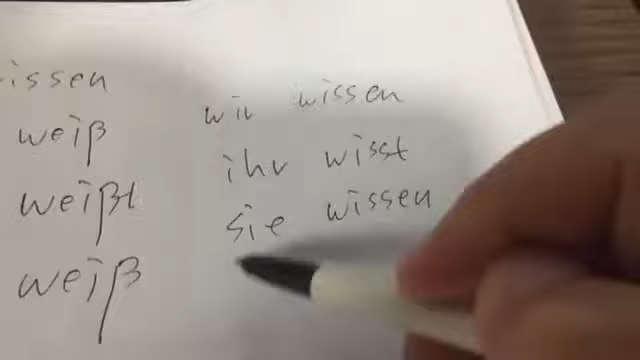 issen
weiß
weißt
weiß
wir wissen
ihr wisst
sie wissen